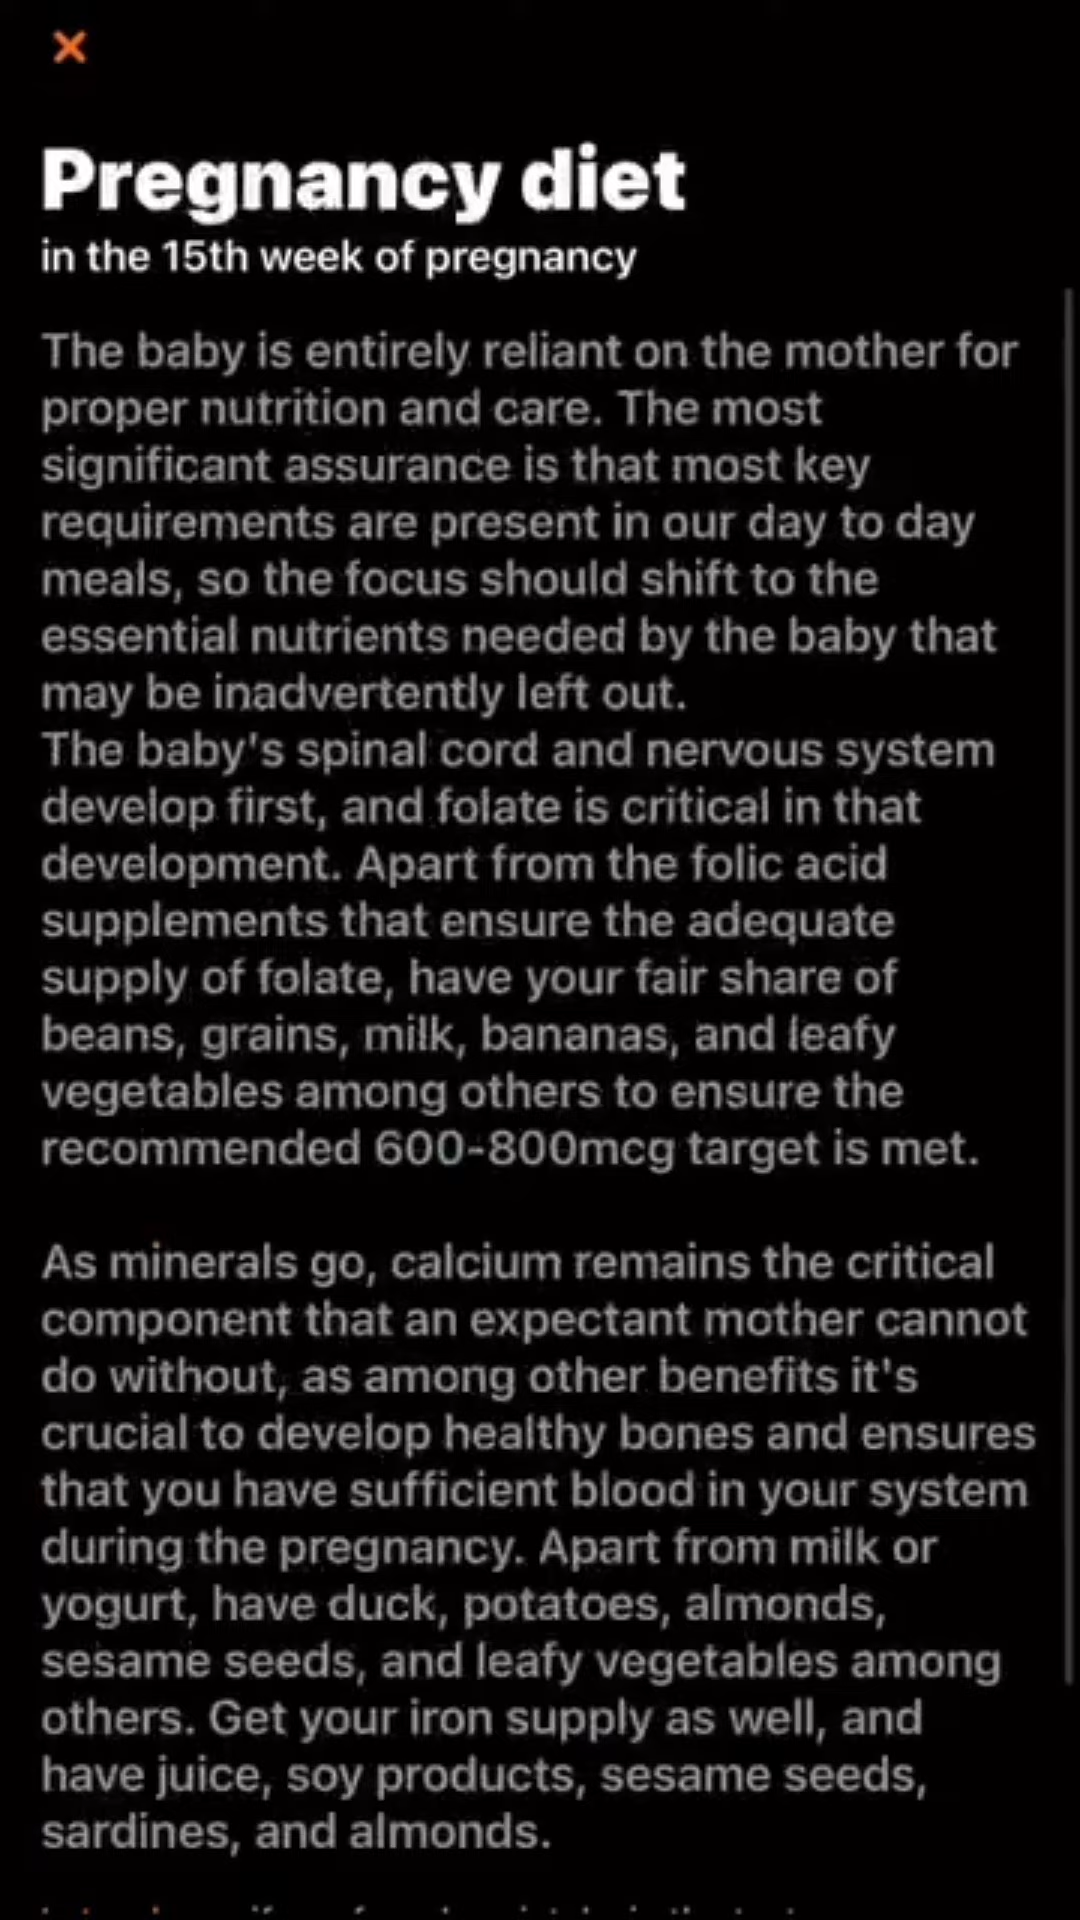 Pregnancy diet
in the 15th week of pregnancy
The baby is entirely reliant on the mother for
proper nutrition and care. The most
significant assurance is that most key
requirements are present in our day to day
meals, so the focus should shift to the
essential nutrients needed by the baby that
may be inadvertently left out.
The baby's spinal cord and nervous system
develop first, and folate is critical in that
development. Apart from the folic acid
supplements that ensure the adequate
supply of folate, have your fair share of
beans, grains, milk, bananas, and leafy
vegetables among others to ensure the
recommended 600-800mcg target is met.
As minerals go, calcium remains the critical
component that an expectant mother cannot
do without, as among other benefits it's
crucial to develop healthy bones and ensures
that you have sufficient blood in your system
during the pregnancy. Apart from milk or
yogurt, have duck, potatoes, almonds,
sesame seeds, and leafy vegetables among
others. Get your iron supply as well, and
have juice, soy products, sesame seeds,
sardines, and almonds.